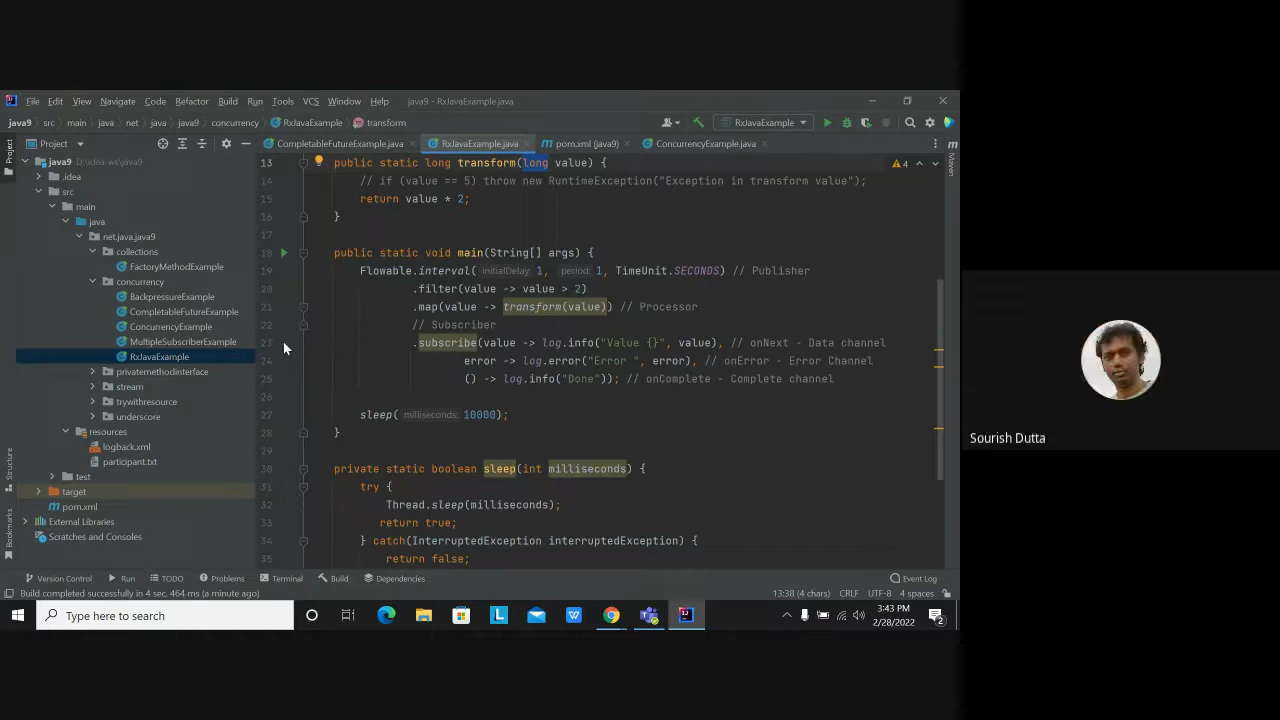 File Edit View Navigate Code Refactor Build Run Tools VCS Window Help java9 - RxJavaExample.java
java9 src main java net java java9 concurrency RxJavaExample transform RxJavaExample
Project CompletableFutureExample.java RxJavaExample.java pom.xml (java9) ConcurrencyExample.java
Project
Structure
Bookmarks
Maven
java9 D:\idea-ws\java9
.idea
src
main
java
net.java.java9
collections
FactoryMethodExample
concurrency
BackpressureExample
CompletableFutureExample
ConcurrencyExample
MultipleSubscriberExample
RxJavaExample
privatemethodinterface
stream
trywithresource
underscore
resources
logback.xml
participant.txt
test
target
pom.xml
External Libraries
Scratches and Consoles
4
13 public static long transform(long value) {
14 // if (value == 5) throw new RuntimeException("Exception in transform value");
15 return value * 2;
16 }
17
18 public static void main(String[] args) {
19 Flowable.interval( initialDelay: 1, period: 1, TimeUnit.SECONDS) // Publisher
20 .filter(value -> value > 2)
21 .map(value -> transform(value)) // Processor
22 // Subscriber
23 .subscribe(value -> log.info("Value {}", value), // onNext - Data channel
24 error -> log.error("Error ", error), // onError - Error Channel
25 () -> log.info("Done")); // onComplete - Complete channel
26
27 sleep( milliseconds: 10000);
28 }
29
30 private static boolean sleep(int milliseconds) {
31 try {
32 Thread.sleep(milliseconds);
33 return true;
34 } catch(InterruptedException interruptedException) {
35 return false;
Version Control Run TODO Problems Terminal Build Dependencies Event Log
Build completed successfully in 4 sec, 464 ms (a minute ago) 13:38 (4 chars) CRLF UTF-8 4 spaces
Type here to search
L
W
3:43 PM
2/28/2022
2
Sourish Dutta